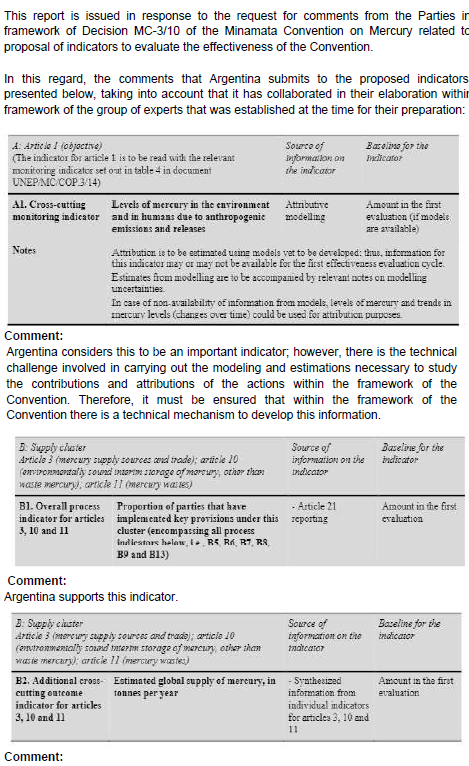 This report is issued in response to the request for comments from the Parties in
framework of Decision MC-3/10 of the Minamata Convention on Mercury related to
proposal of indicators to evaluate the effectiveness of the Convention.
In this regard, the comments that Argentina submits to the proposed indicators
presented below, taking into account that it has collaborated in their elaboration within
framework of the group of experts that was established at the time for their preparation:
A: Article 1 (objective)
(The indicator for article 1 is to be read with the relevant
monitoring indicator set out in table 4 in document
UNEP/MC/COP.3/14)
Source of
information on
the indicator
Baseline for the
indicator
A1. Cross-cutting
monitoring indicator
Levels of mercury in the environment
and in humans due to anthropogenic
emissions and releases
Attributive
modelling
Amount in the first
evaluation (if models
are available)
Notes
Attribution is to be estimated using models yet to be developed; thus, information for
this indicator may or may not be available for the first effectiveness evaluation cycle.
Estimates from modelling are to be accompanied by relevant notes on modelling
uncertainties.
In case of non-availability of information from models, levels of mercury and trends in
mercury levels (changes over time) could be used for attribution purposes.
Comment:
Argentina considers this to be an important indicator; however, there is the technical
challenge involved in carrying out the modeling and estimations necessary to study
the contributions and attributions of the actions within the framework of the
Convention. Therefore, it must be ensured that within the framework of the
Convention there is a technical mechanism to develop this information.
B: Supply cluster
Article 3 (mercury supply sources and trade); article 10
(environmentally sound interim storage of mercury, other than
waste mercury); article 11 (mercury wastes)
Source of
information on the
indicator
Baseline for the
indicator
B1. Overall process
indicator for articles
3, 10 and 11
Proportion of parties that have
implemented key provisions under this
cluster (encompassing all process
indicators below, i.e., B5, B6, B7, B8,
B9 and B13)
- Article 21
reporting
Amount in the first
evaluation
Comment:
Argentina supports this indicator.
B: Supply cluster
Article 3 (mercury supply sources and trade); article 10
(environmentally sound interim storage of mercury, other than
waste mercury); article 11 (mercury wastes)
Source of
information on the
indicator
Baseline for the
indicator
B2. Additional cross-
cutting outcome
indicator for articles
3, 10 and 11
Estimated global supply of mercury, in
tonnes per year
- Synthesized
information from
individual indicators
for articles 3, 10 and
11
Amount in the first
evaluation
Comment: